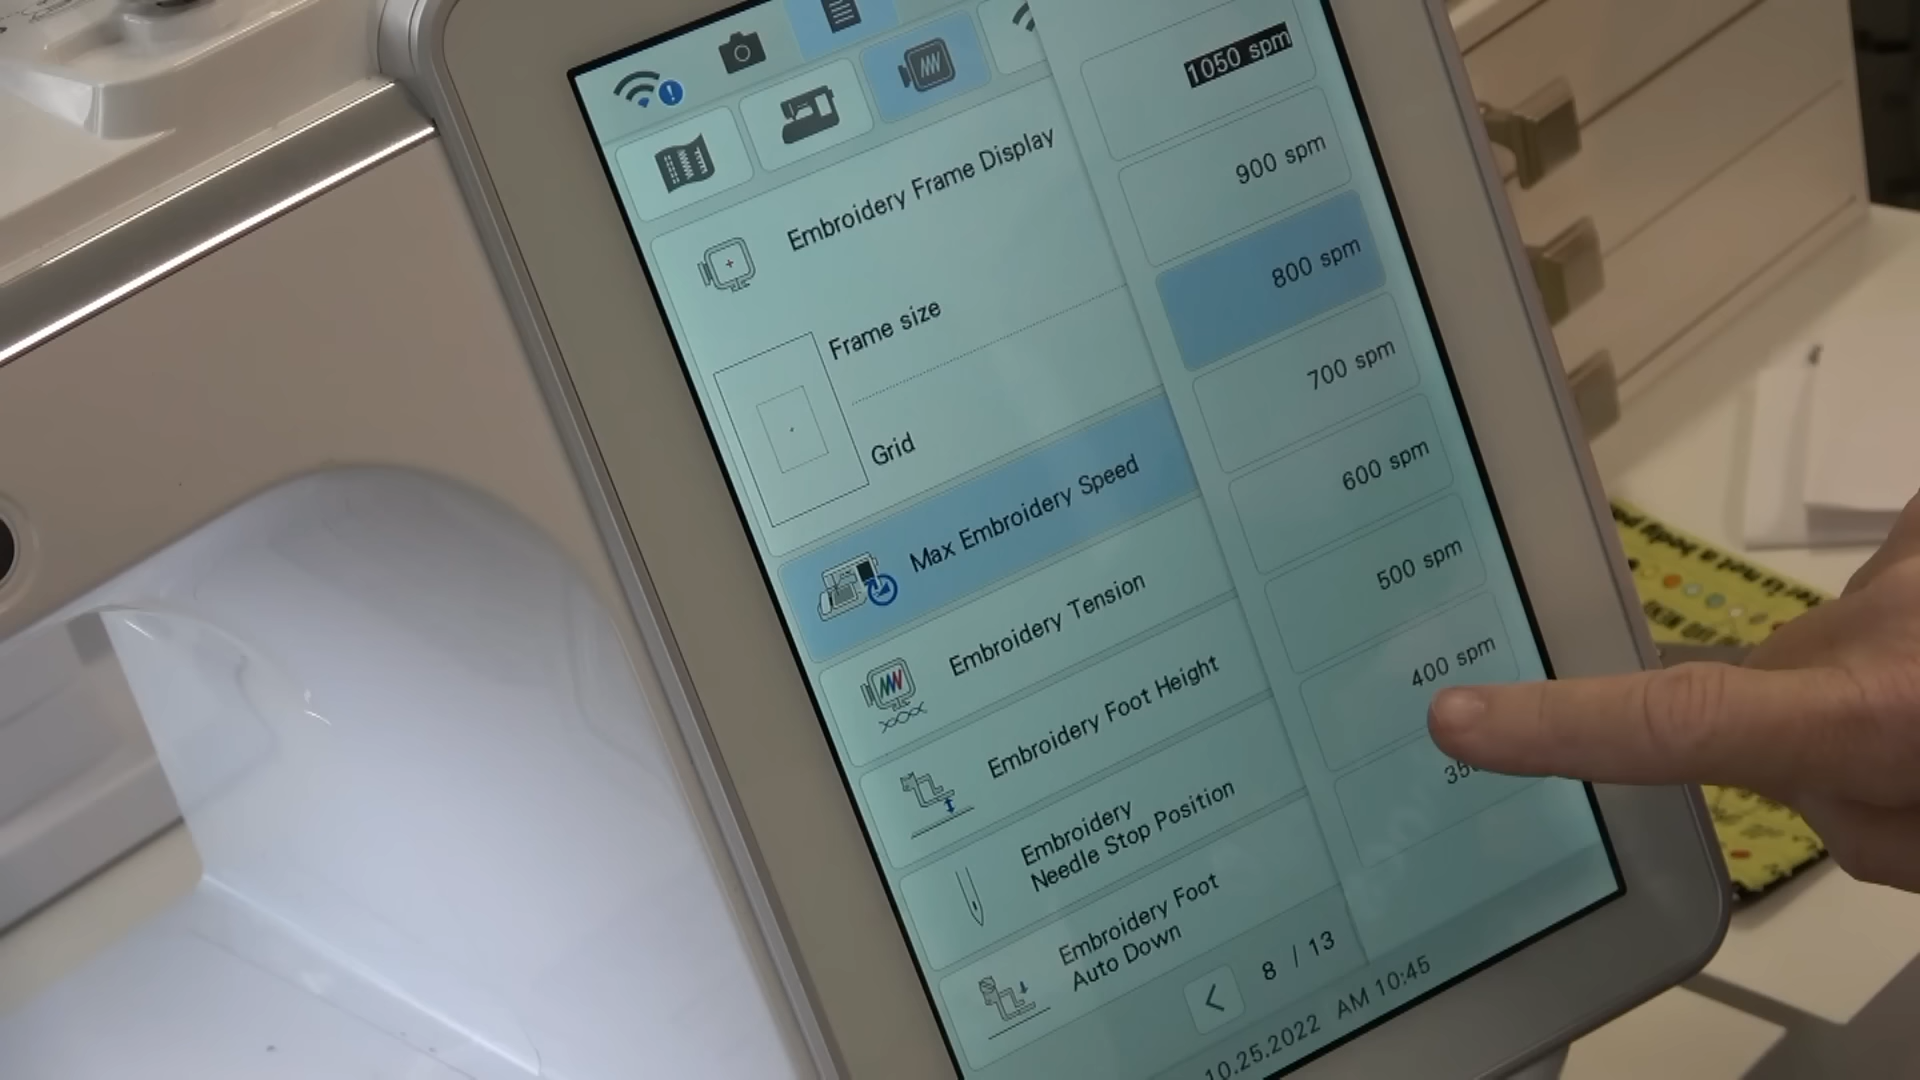 Embroidery Frame Display
Frame size
Grid
Max Embroidery Speed
Embroidery Tension
Embroidery Foot Height
Embroidery
Needle Stop Position
Embroidery Foot
Auto Down
1050 spm
900 spm
800 spm
700 spm
600 spm
500 spm
400 spm
8 / 13
10.25.2022 AM 10:45
not a body